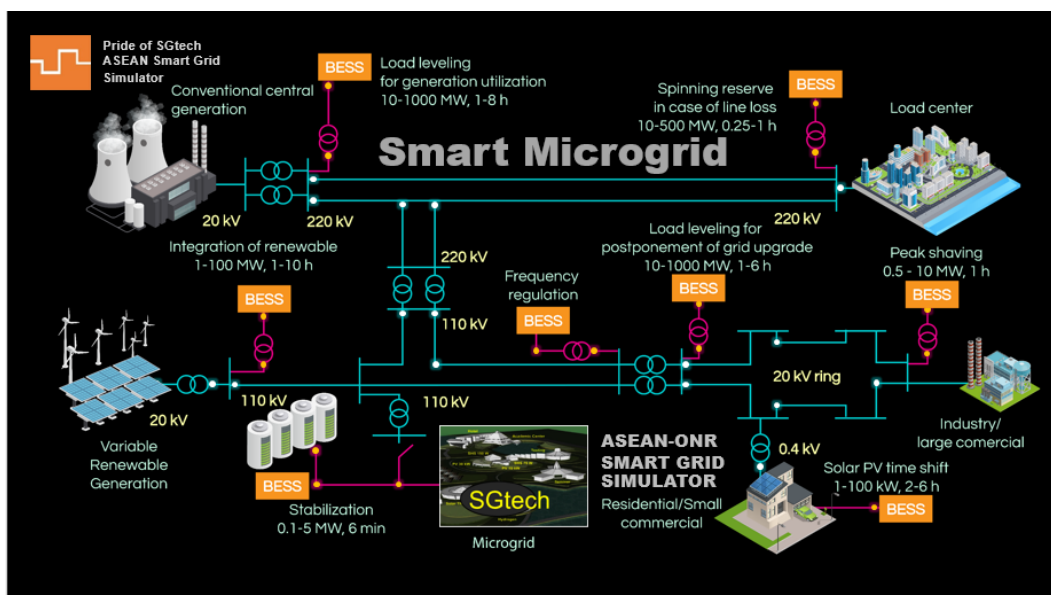 Pride of SGtech
ASEAN Smart Grid
Simulator
Conventional central
generation
BESS
Load leveling
for generation utilization
10-1000 MW, 1-8 h
Spinning reserve
in case of line loss
10-500 MW, 0.25-1 h
BESS
Load center
Smart Microgrid
20 kV
220 kV
220 kV
Integration of renewable
1-100 MW, 1-10 h
220 kV
Load leveling for
postponement of grid upgrade
10-1000 MW, 1-6 h
Peak shaving
0.5 - 10 MW, 1 h
Frequency
regulation
BESS
BESS
BESS
BESS
110 kV
20 kV ring
20 kV
110 kV
110 kV
Industry/
large comercial
Variable
Renewable
Generation
BESS
Stabilization
0.1-5 MW, 6 min
SGtech
Hydrogen
Microgrid
ASEAN-ONR
SMART GRID
SIMULATOR
Residential/Small
commercial
0.4 kV
Solar PV time shift
1-100 kW, 2-6 h
BESS